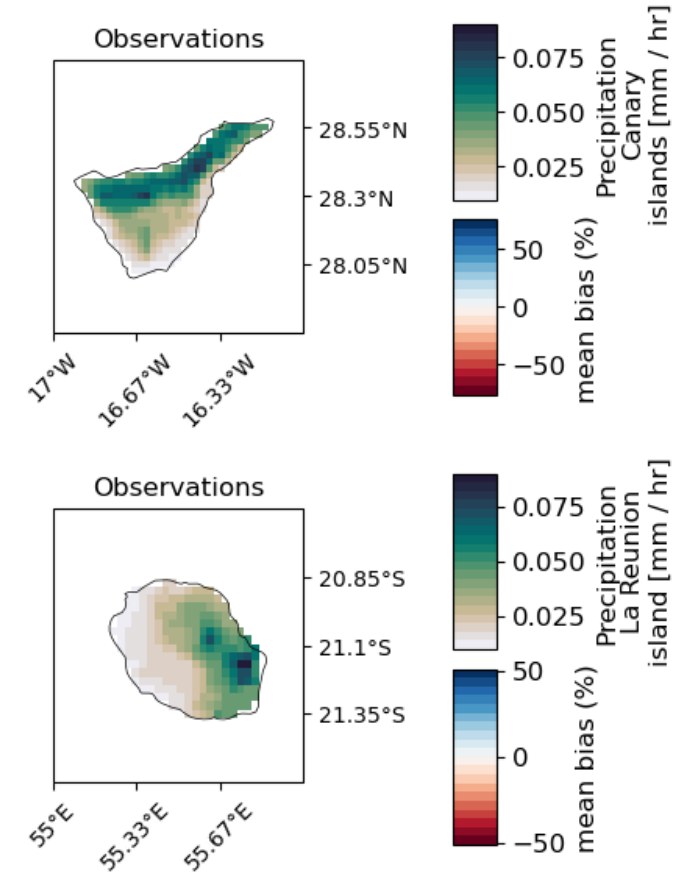 Observations
28.55°N
28.3°N
28.05°N
17°W
16.67°W
16.33°W
0.075
0.050
0.025
Precipitation
Canary
islands [mm / hr]
50
0
−50
mean bias (%)
Observations
20.85°S
21.1°S
21.35°S
55°E
55.33°E
55.67°E
0.075
0.050
0.025
Precipitation
La Reunion
island [mm / hr]
50
0
−50
mean bias (%)